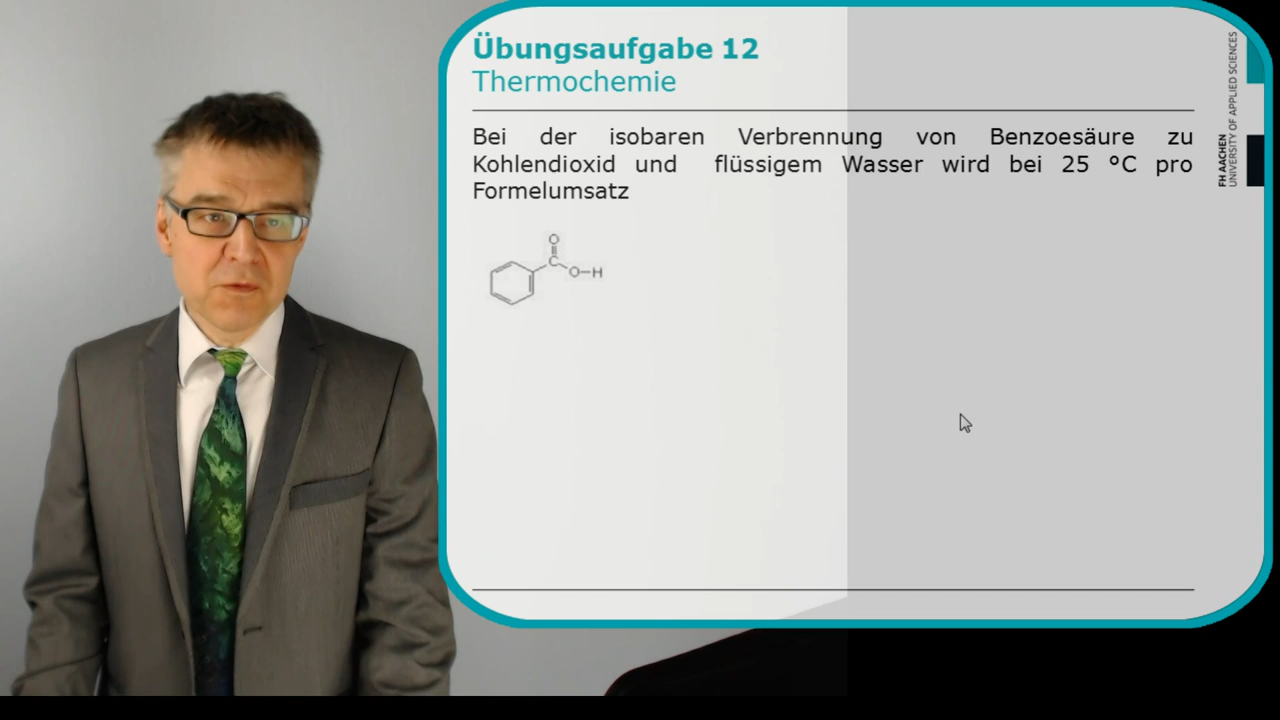 Übungsaufgabe 12
Thermochemie
Bei der isobaren Verbrennung von Benzoesäure zu
Kohlendioxid und flüssigem Wasser wird bei 25 °C pro
Formelumsatz
O
C
O–H
FH AACHEN
UNIVERSITY OF APPLIED SCIENCES